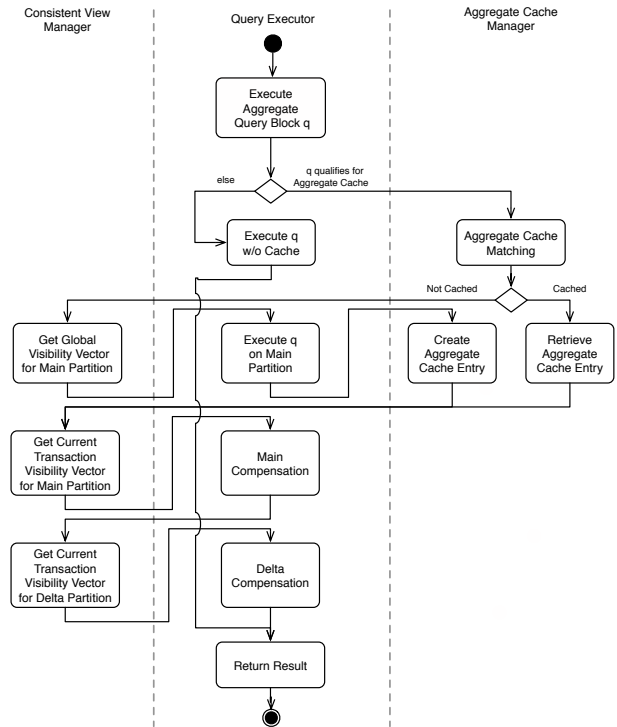 Consistent View
Manager
Query Executor
Aggregate Cache
Manager
Execute
Aggregate
Query Block q
else
q qualifies for
Aggregate Cache
Execute q
w/o Cache
Aggregate Cache
Matching
Not Cached
Cached
Get Global
Visibility Vector
for Main Partition
Execute q
on Main
Partition
Create
Aggregate
Cache Entry
Retrieve
Aggregate
Cache Entry
Get Current
Transaction
Visibility Vector
for Main Partition
Main
Compensation
Get Current
Transaction
Visibility Vector
for Delta Partition
Delta
Compensation
Return Result